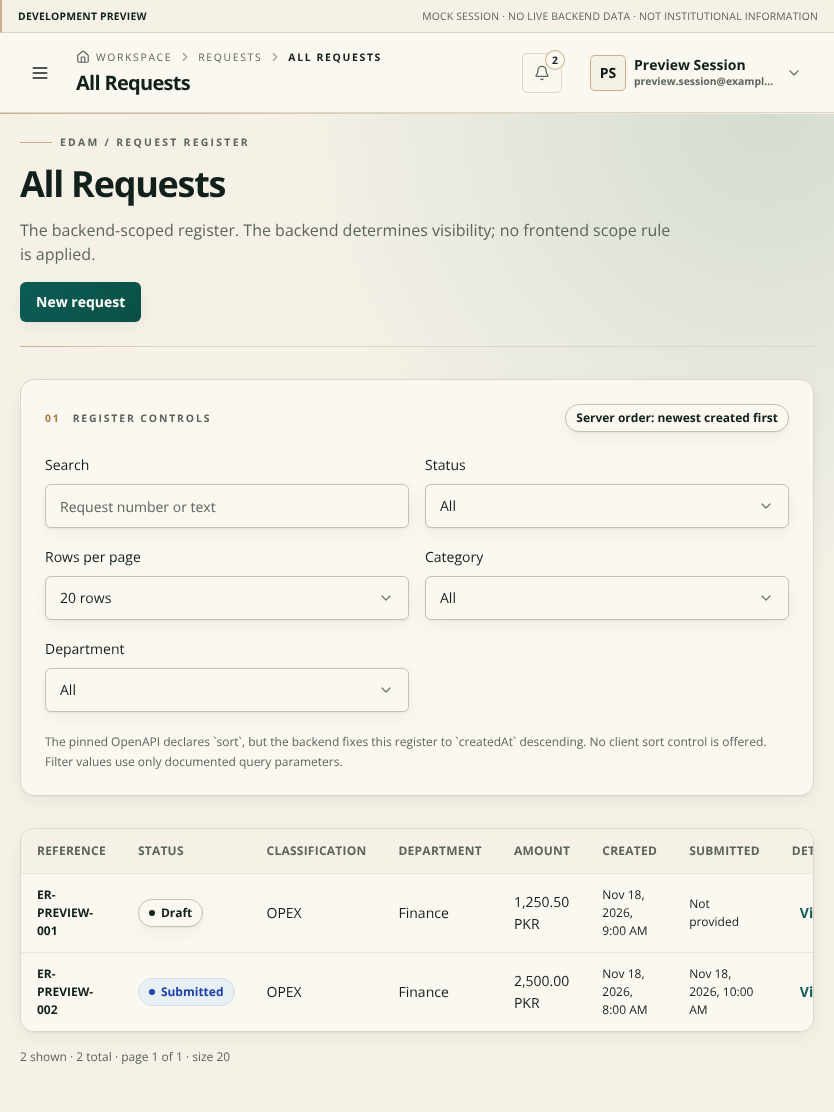 DEVELOPMENT PREVIEW
MOCK SESSION · NO LIVE BACKEND DATA · NOT INSTITUTIONAL INFORMATION
WORKSPACE > REQUESTS > ALL REQUESTS
All Requests
2
PS
Preview Session
preview.session@exampl...
EDAM / REQUEST REGISTER
All Requests
The backend-scoped register. The backend determines visibility; no frontend scope rule
is applied.
New request
01 REGISTER CONTROLS
Server order: newest created first
Search
Status
Request number or text
All
Rows per page
Category
20 rows
All
Department
All
The pinned OpenAPI declares `sort`, but the backend fixes this register to `createdAt` descending. No client sort control is offered.
Filter values use only documented query parameters.
REFERENCE STATUS CLASSIFICATION DEPARTMENT AMOUNT CREATED SUBMITTED DET
ER-
PREVIEW-
001
Draft
OPEX
Finance
1,250.50
PKR
Nov 18,
2026,
9:00 AM
Not
provided
Vi
ER-
PREVIEW-
002
Submitted
OPEX
Finance
2,500.00
PKR
Nov 18,
2026,
8:00 AM
Nov 18,
2026, 10:00
AM
Vi
2 shown · 2 total · page 1 of 1 · size 20